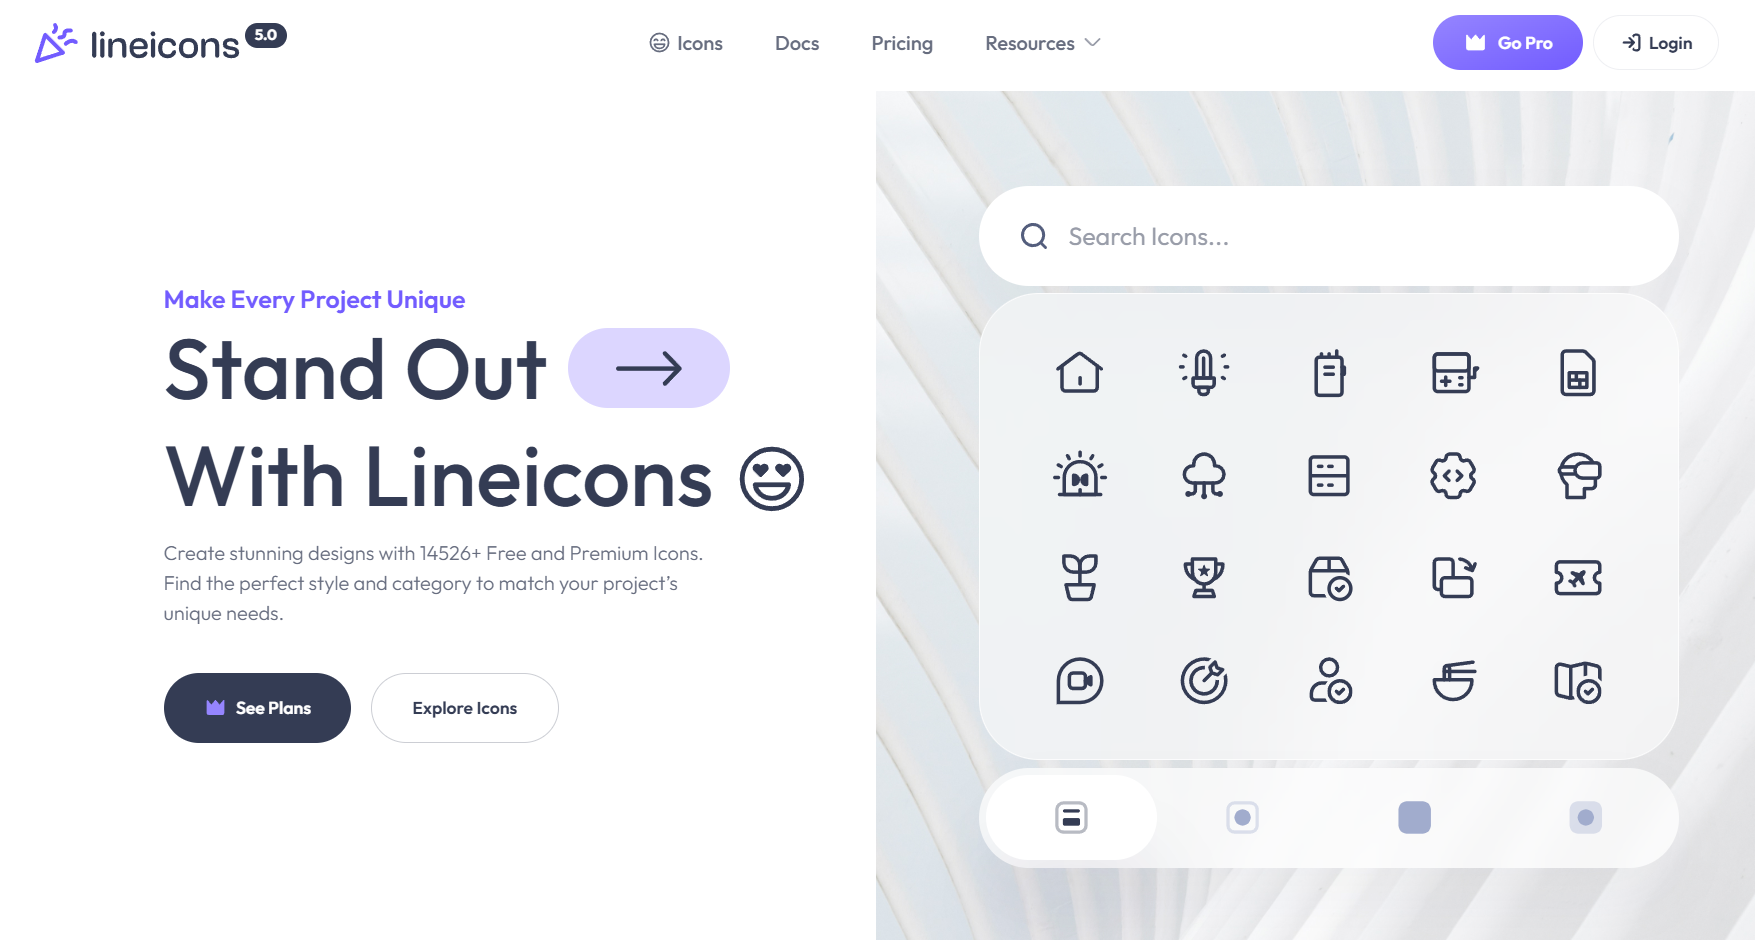 lineicons 5.0
Icons
Docs
Pricing
Resources
Go Pro
Login
Make Every Project Unique
Stand Out
With Lineicons
Create stunning designs with 14526+ Free and Premium Icons.
Find the perfect style and category to match your project’s
unique needs.
See Plans
Explore Icons
Search Icons...